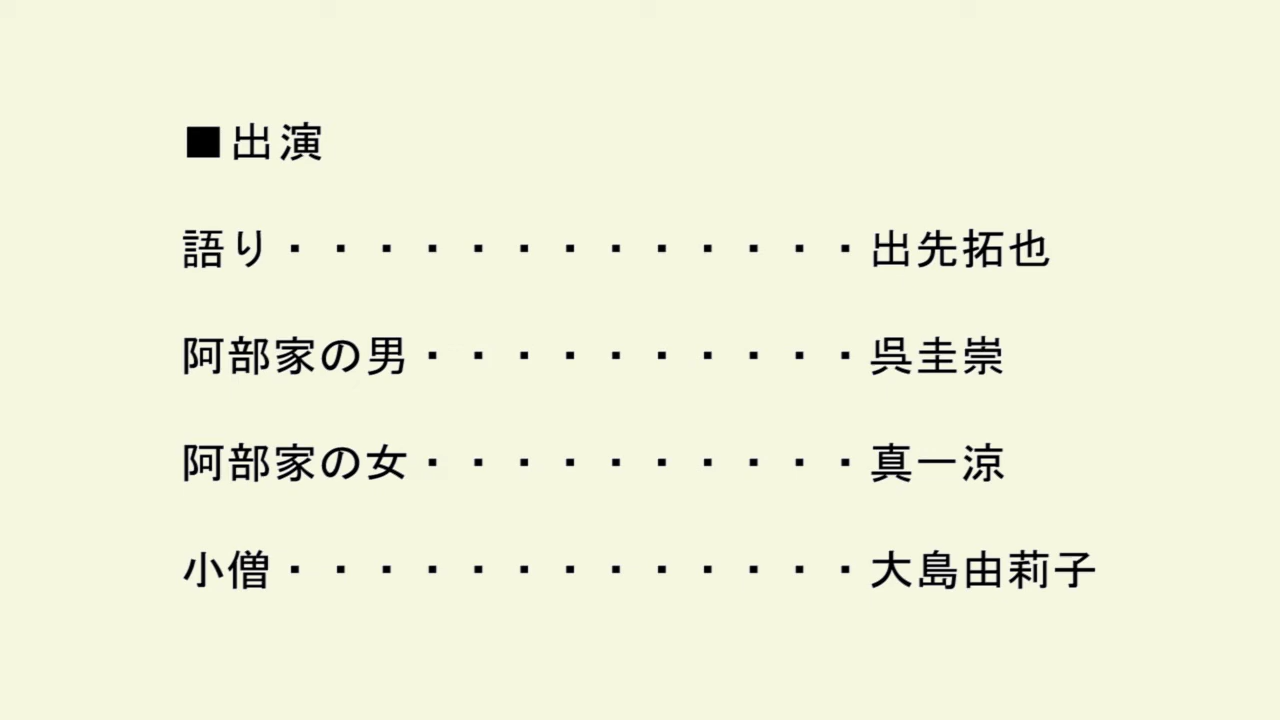 ■出演
語り・・・・・・・・・・・・・出先拓也
阿部家の男・・・・・・・・・・呉圭崇
阿部家の女・・・・・・・・・・真一涼
小僧・・・・・・・・・・・・・大島由莉子